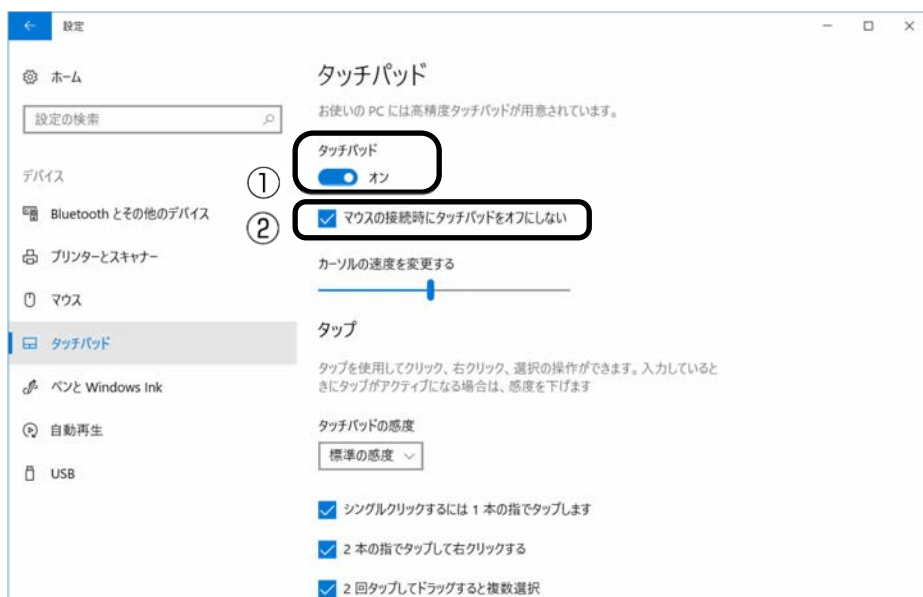 設定
ホーム
設定の検索
デバイス
Bluetooth とその他のデバイス
プリンターとスキャナー
マウス
タッチパッド
ペンと Windows Ink
自動再生
USB
タッチパッド
お使いの PC には高精度タッチパッドが用意されています。
タッチパッド
① オン
② マウスの接続時にタッチパッドをオフにしない
カーソルの速度を変更する
タップ
タップを使用してクリック、右クリック、選択の操作ができます。入力していると
きにタップがアクティブになる場合は、感度を下げます
タッチパッドの感度
標準の感度
シングルクリックするには 1 本の指でタップします
2 本の指でタップして右クリックする
2 回タップしてドラッグすると複数選択